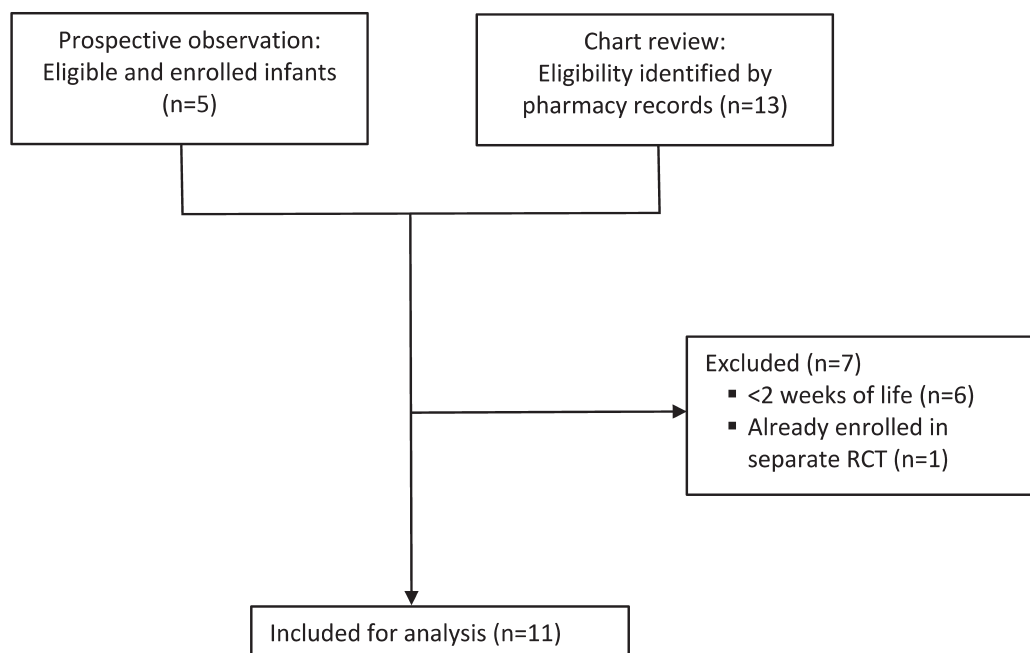 Prospective observation:
Eligible and enrolled infants
(n=5)
Chart review:
Eligibility identified by
pharmacy records (n=13)
Excluded (n=7)
▪ <2 weeks of life (n=6)
▪ Already enrolled in
separate RCT (n=1)
Included for analysis (n=11)